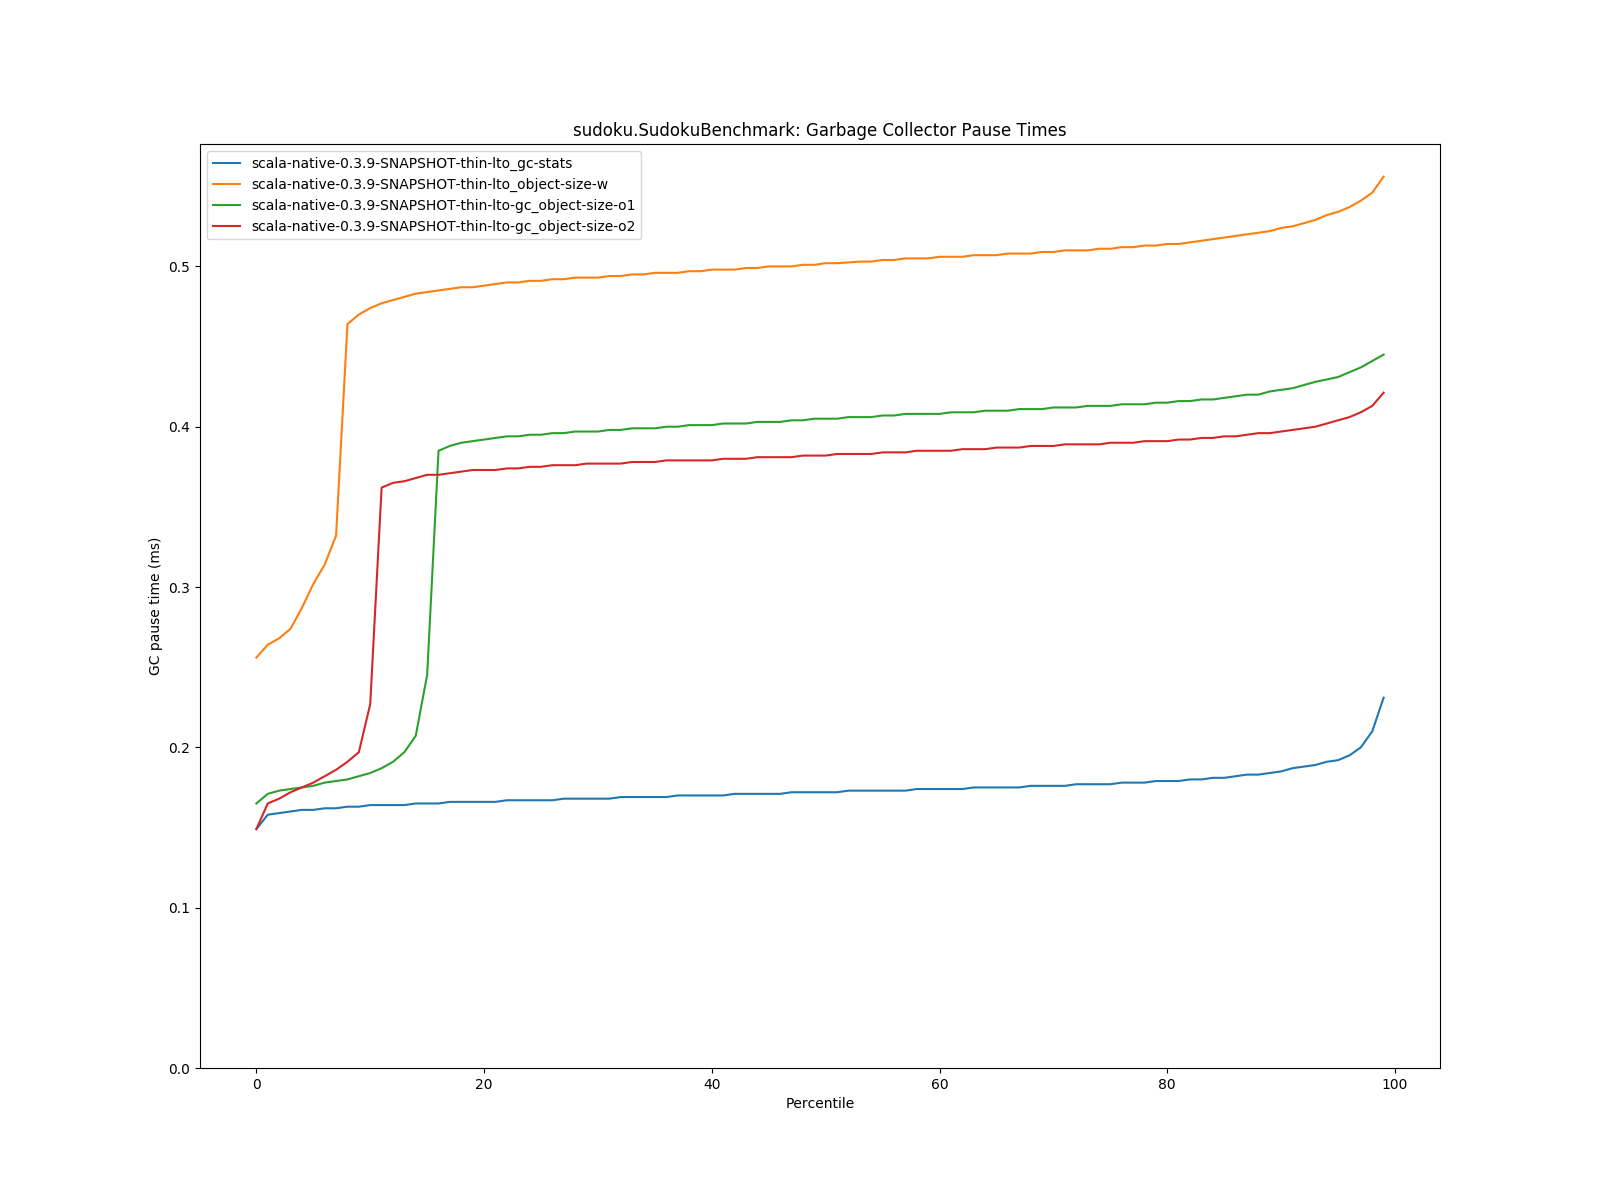 sudoku.SudokuBenchmark: Garbage Collector Pause Times
scala-native-0.3.9-SNAPSHOT-thin-lto_gc-stats
scala-native-0.3.9-SNAPSHOT-thin-lto_object-size-w
scala-native-0.3.9-SNAPSHOT-thin-lto-gc_object-size-o1
scala-native-0.3.9-SNAPSHOT-thin-lto-gc_object-size-o2
GC pause time (ms)
0.5
0.4
0.3
0.2
0.1
0.0
0 20 40 60 80 100
Percentile